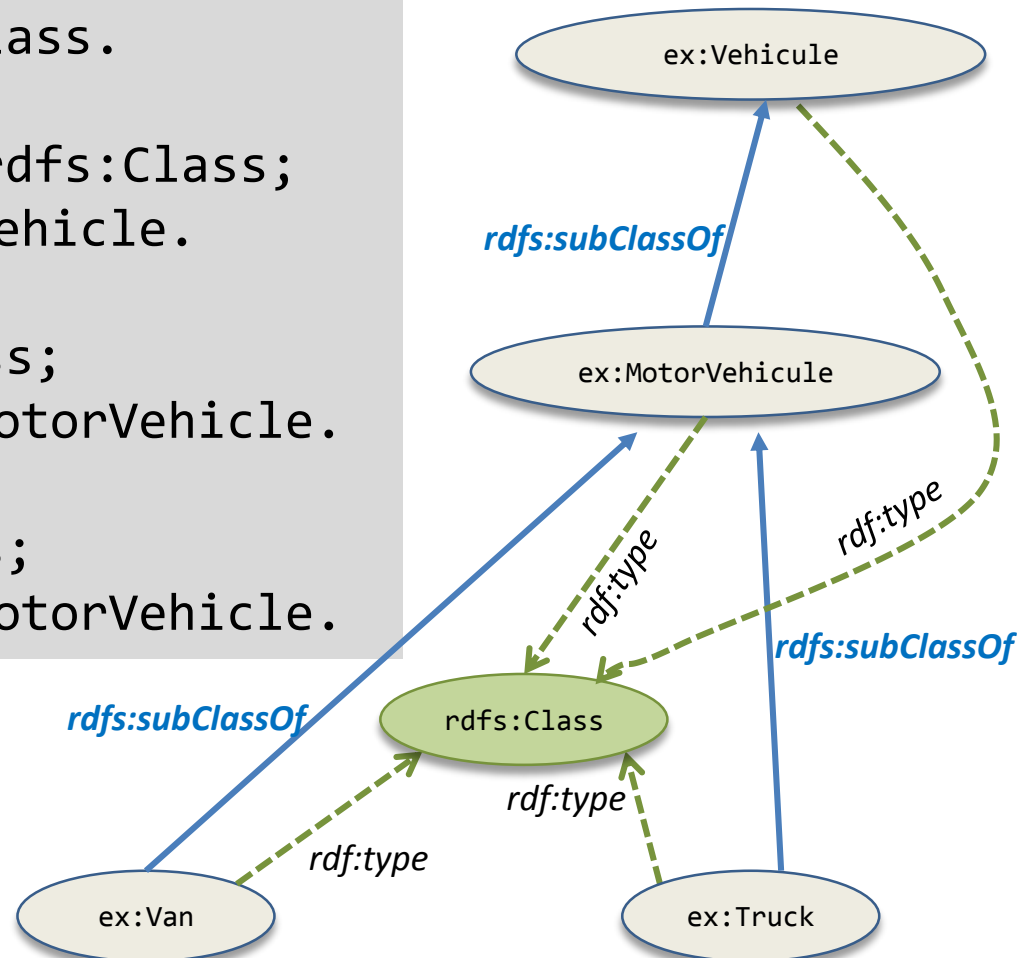 ass.
rdfs:Class;
ehicle.
s;
otorVehicle.
;
otorVehicle.
ex:Vehicule
rdfs:subClassOf
ex:MotorVehicule
rdf:type
rdf:type
rdfs:subClassOf
rdfs:subClassOf
rdfs:Class
rdf:type
rdf:type
ex:Van
ex:Truck